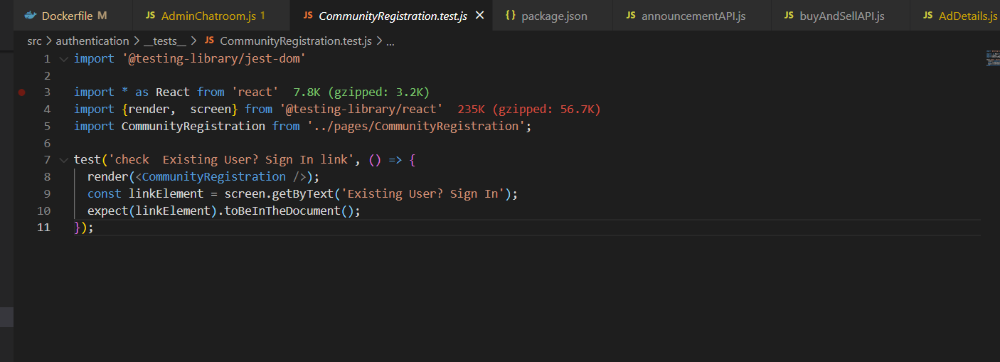 Dockerfile M JS AdminChatroom.js 1 JS CommunityRegistration.test.js × {} package.json JS announcementAPI.js JS buyAndSellAPI.js JS AdDetails.js
src > authentication > __tests__ > JS CommunityRegistration.test.js > ...
1 import '@testing-library/jest-dom'
2
3 import * as React from 'react' 7.8K (gzipped: 3.2K)
4 import {render,  screen} from '@testing-library/react' 235K (gzipped: 56.7K)
5 import CommunityRegistration from '../pages/CommunityRegistration';
6
7 test('check  Existing User? Sign In link', () => {
8   render(<CommunityRegistration />);
9   const linkElement = screen.getByText('Existing User? Sign In');
10   expect(linkElement).toBeInTheDocument();
11 });